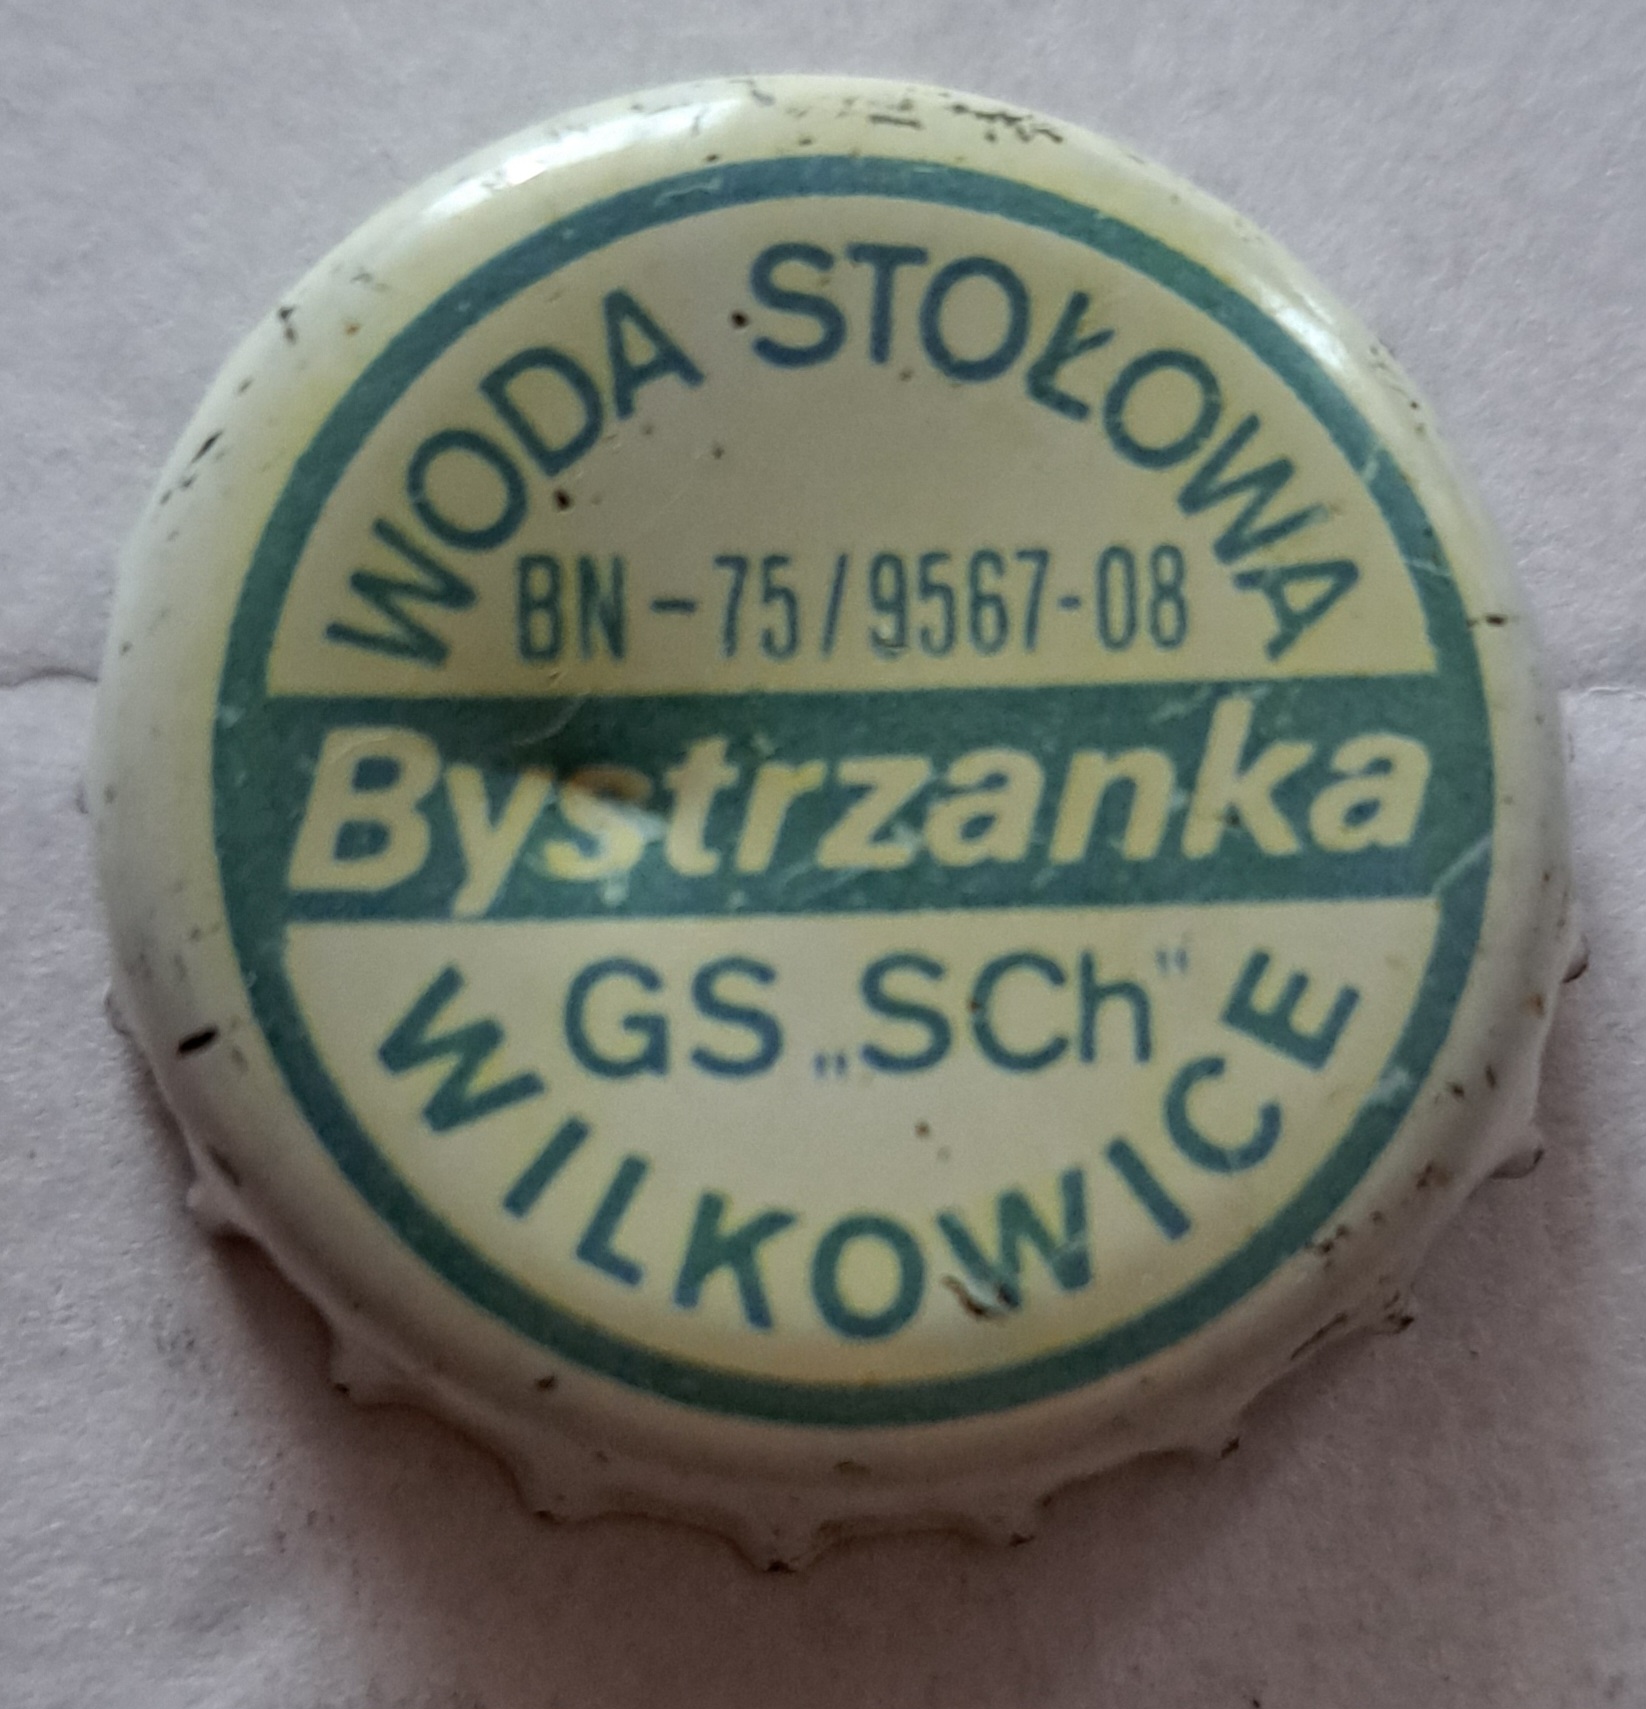 WODA STOŁOWA
BN - 75/9567-08
Bystrzanka
GS „SCh“
WILKOWICE